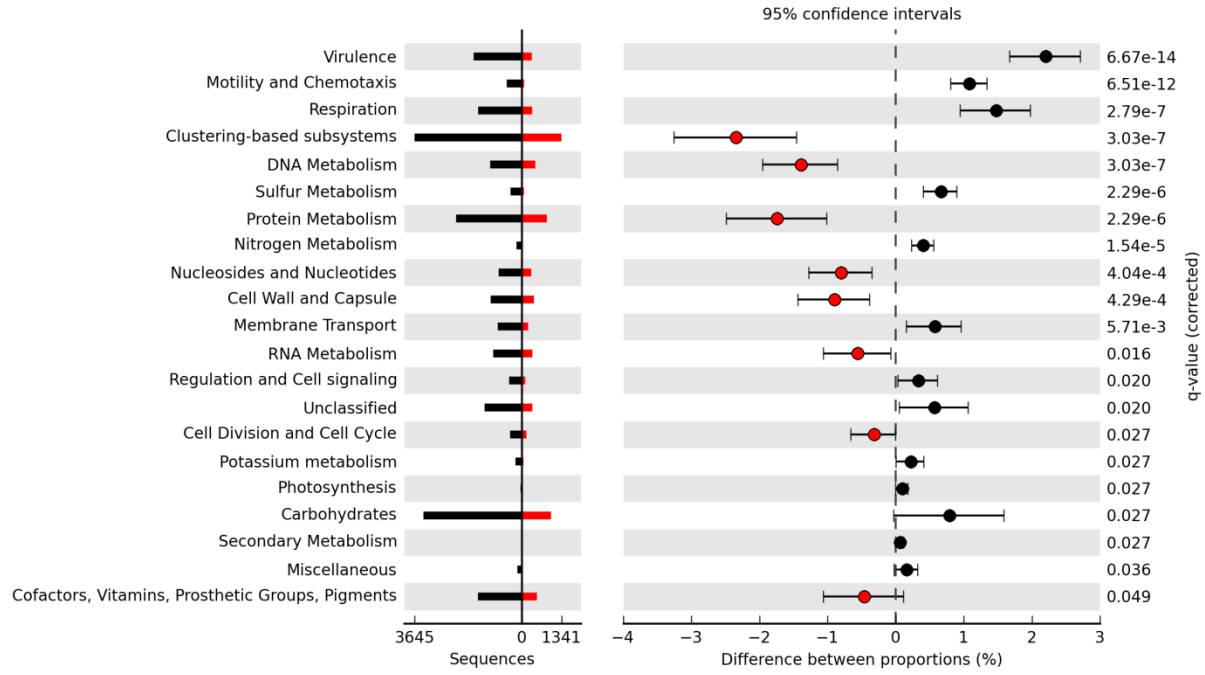 95% confidence intervals
Virulence 6.67e-14
Motility and Chemotaxis 6.51e-12
Respiration 2.79e-7
Clustering-based subsystems 3.03e-7
DNA Metabolism 3.03e-7
Sulfur Metabolism 2.29e-6
Protein Metabolism 2.29e-6
Nitrogen Metabolism 1.54e-5
Nucleosides and Nucleotides 4.04e-4
Cell Wall and Capsule 4.29e-4
Membrane Transport 5.71e-3
RNA Metabolism 0.016
Regulation and Cell signaling 0.020
Unclassified 0.020
Cell Division and Cell Cycle 0.027
Potassium metabolism 0.027
Photosynthesis 0.027
Carbohydrates 0.027
Secondary Metabolism 0.027
Miscellaneous 0.036
Cofactors, Vitamins, Prosthetic Groups, Pigments 0.049
q-value (corrected)
3645 0 1341 −4 −3 −2 −1 0 1 2 3
Sequences Difference between proportions (%)